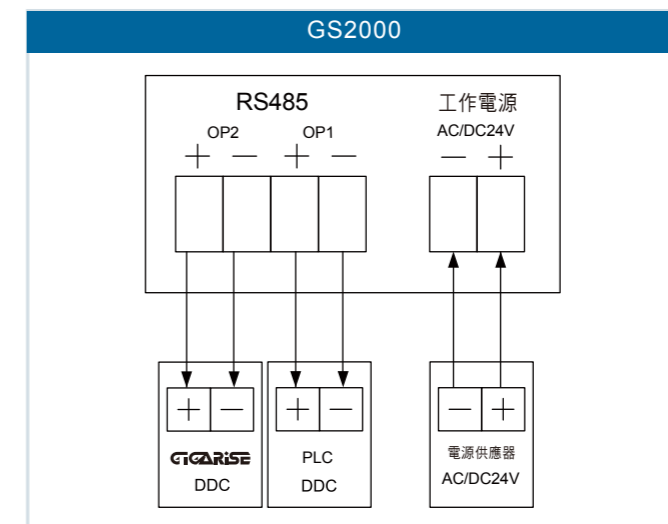 GS2000
RS485
工作電源
OP2 OP1
AC/DC24V
+ − + −
− +
+ −
+ −
− +
GIGARISE
DDC
PLC
DDC
電源供應器
AC/DC24V